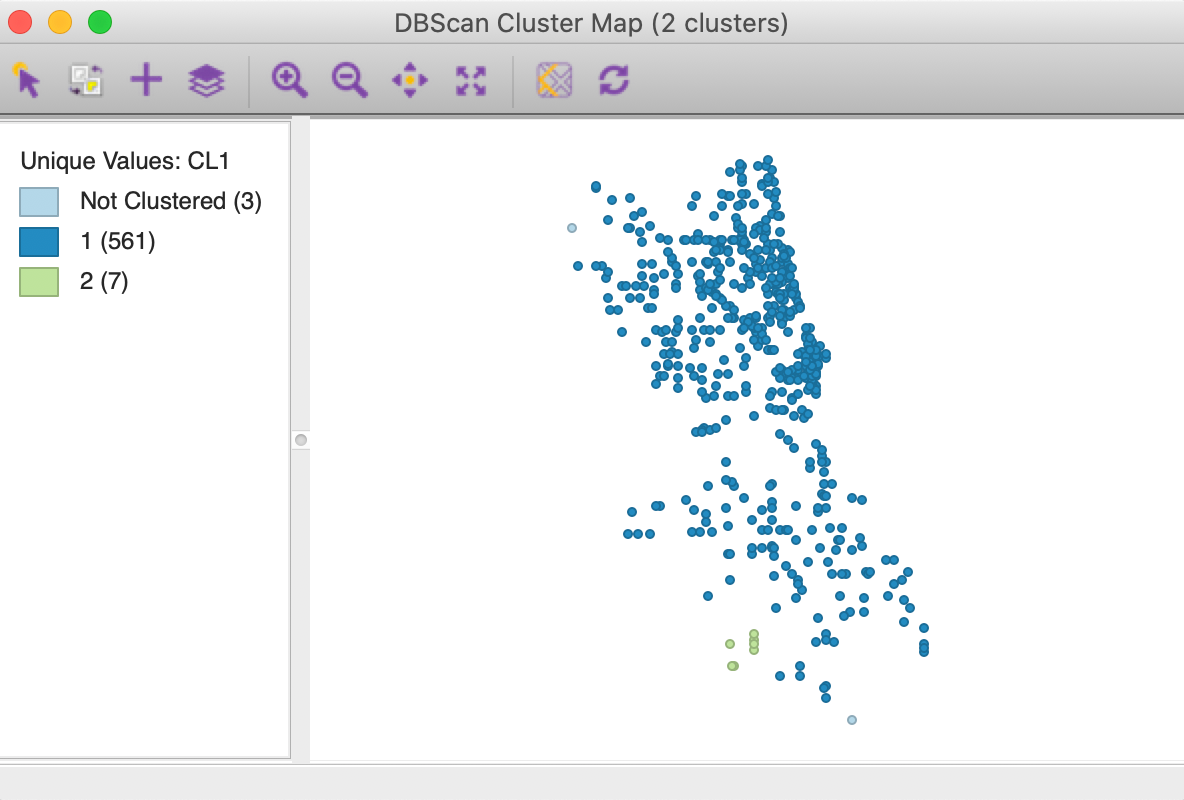 DBScan Cluster Map (2 clusters)
Unique Values: CL1
Not Clustered (3)
1 (561)
2 (7)